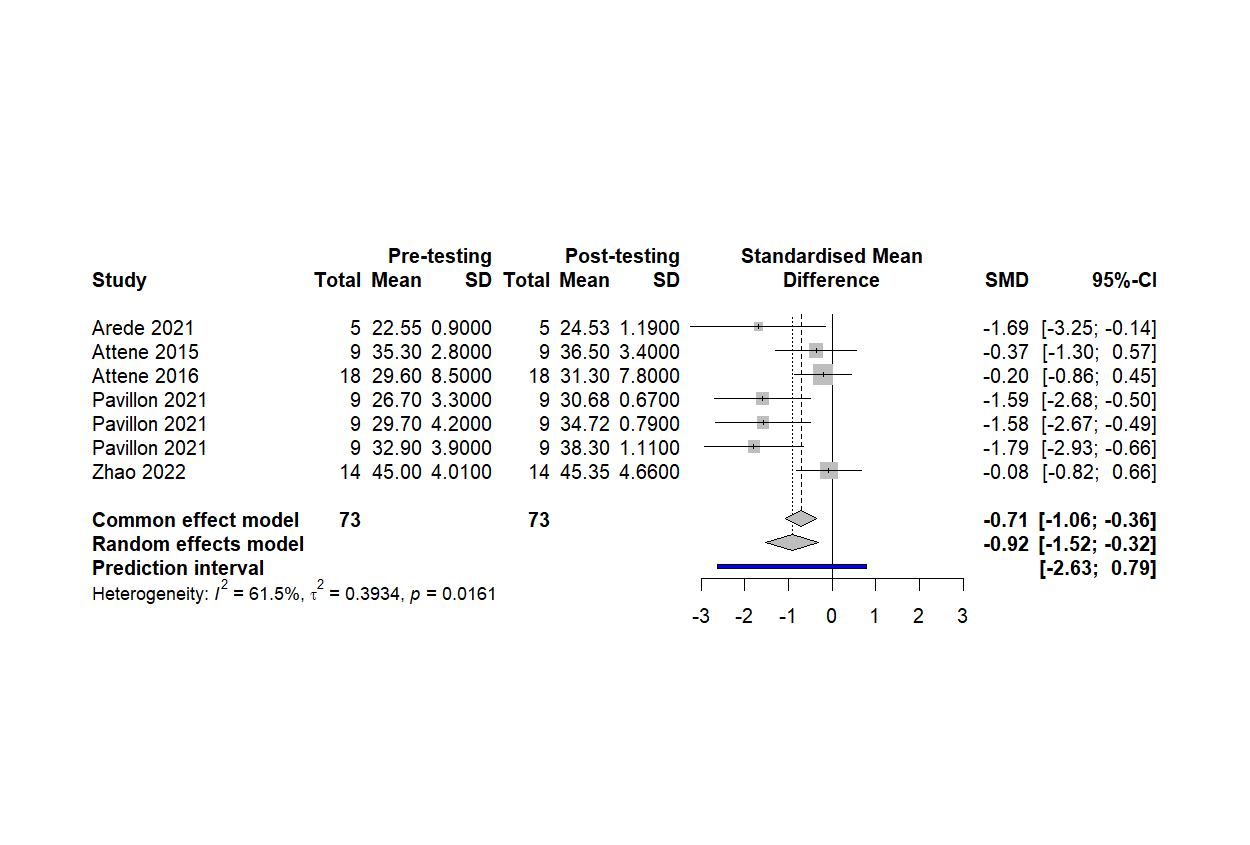 Pre-testing Post-testing Standardised Mean
Study Total Mean SD Total Mean SD Difference SMD 95%-CI
Arede 2021 5 22.55 0.9000 5 24.53 1.1900 -1.69 [-3.25; -0.14]
Attene 2015 9 35.30 2.8000 9 36.50 3.4000 -0.37 [-1.30; 0.57]
Attene 2016 18 29.60 8.5000 18 31.30 7.8000 -0.20 [-0.86; 0.45]
Pavillon 2021 9 26.70 3.3000 9 30.68 0.6700 -1.59 [-2.68; -0.50]
Pavillon 2021 9 29.70 4.2000 9 34.72 0.7900 -1.58 [-2.67; -0.49]
Pavillon 2021 9 32.90 3.9000 9 38.30 1.1100 -1.79 [-2.93; -0.66]
Zhao 2022 14 45.00 4.0100 14 45.35 4.6600 -0.08 [-0.82; 0.66]
Common effect model 73 73 -0.71 [-1.06; -0.36]
Random effects model -0.92 [-1.52; -0.32]
Prediction interval [-2.63; 0.79]
Heterogeneity: I² = 61.5%, τ² = 0.3934, p = 0.0161
-3 -2 -1 0 1 2 3